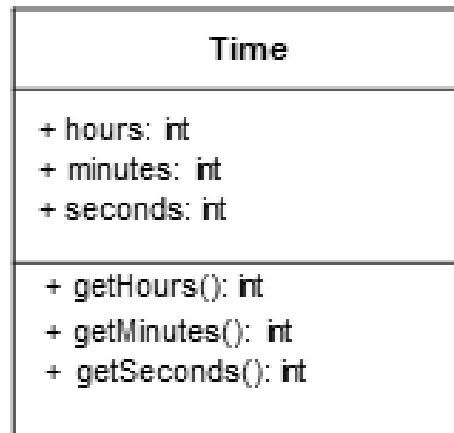 Time
+ hours: int
+ minutes: int
+ seconds: int
+ getHours(): int
+ getMinutes(): int
+ getSeconds(): int